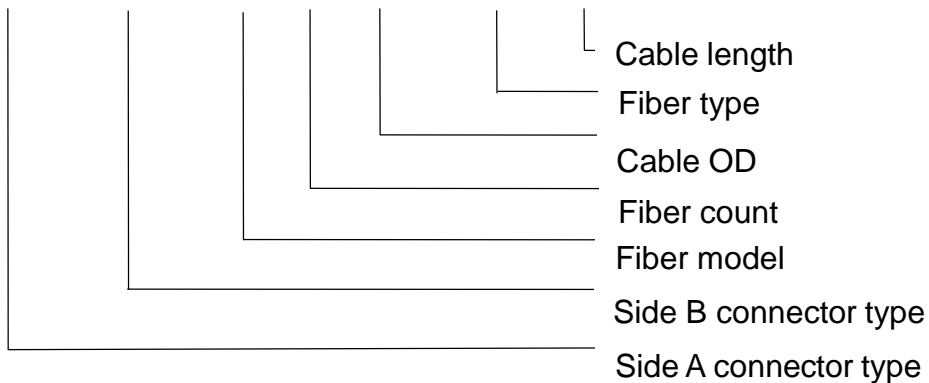 Cable length
Fiber type
Cable OD
Fiber count
Fiber model
Side B connector type
Side A connector type